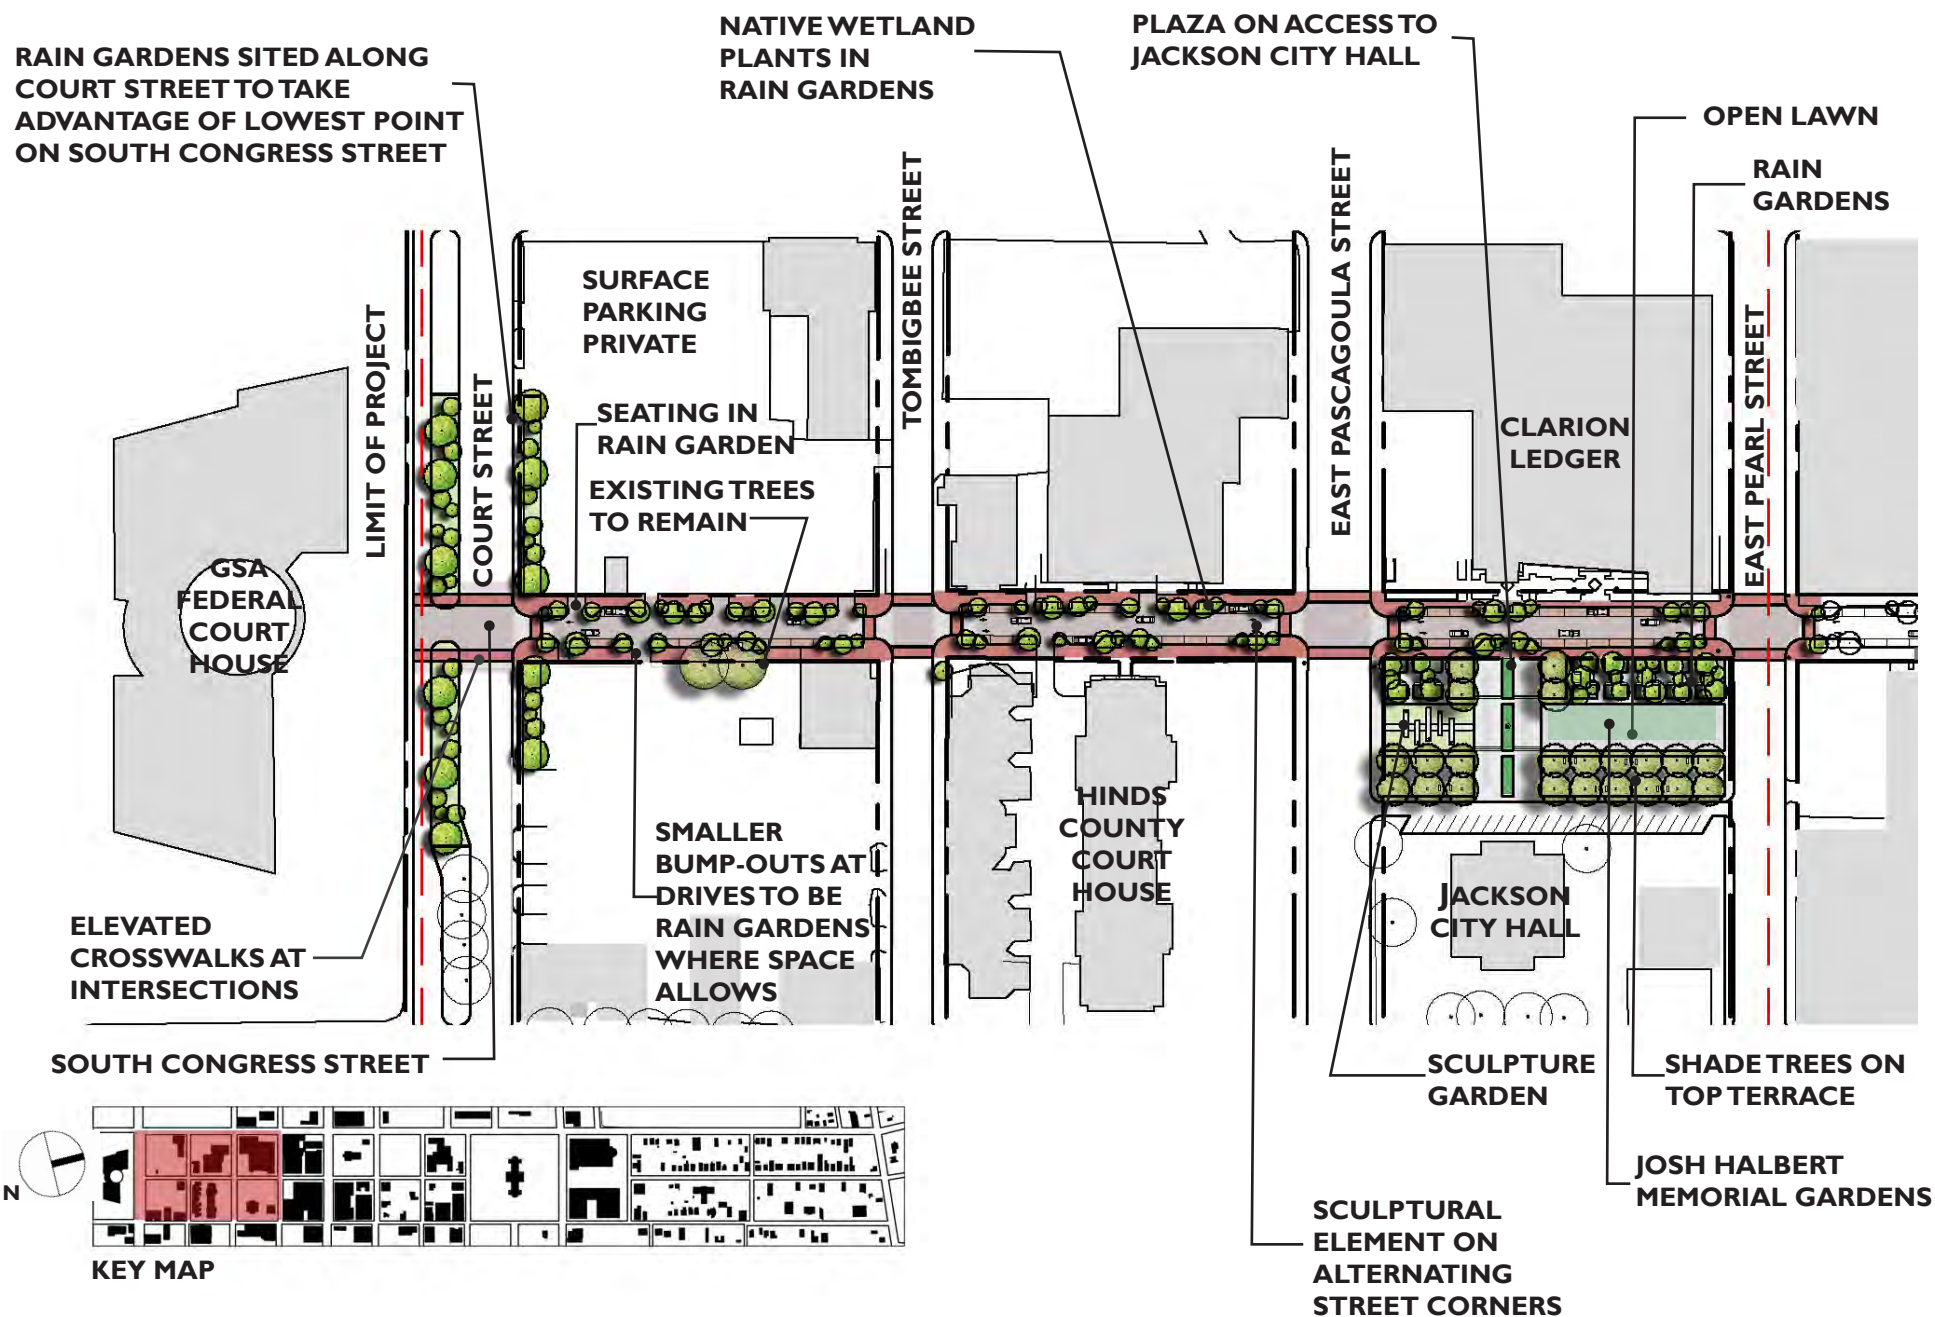 RAIN GARDENS SITED ALONG
COURT STREET TO TAKE
ADVANTAGE OF LOWEST POINT
ON SOUTH CONGRESS STREET
NATIVE WETLAND
PLANTS IN
RAIN GARDENS
PLAZA ON ACCESS TO
JACKSON CITY HALL
OPEN LAWN
RAIN
GARDENS
LIMIT OF PROJECT
COURT STREET
SURFACE
PARKING
PRIVATE
TOMBIGBEE STREET
EAST PASCAGOULA STREET
EAST PEARL STREET
SEATING IN
RAIN GARDEN
EXISTING TREES
TO REMAIN
CLARION
LEDGER
GSA
FEDERAL
COURT
HOUSE
SMALLER
BUMP-OUTS AT
DRIVES TO BE
RAIN GARDENS
WHERE SPACE
ALLOWS
HINDS
COUNTY
COURT
HOUSE
JACKSON
CITY HALL
ELEVATED
CROSSWALKS AT
INTERSECTIONS
SOUTH CONGRESS STREET
SCULPTURE
GARDEN
SHADE TREES ON
TOP TERRACE
JOSH HALBERT
MEMORIAL GARDENS
SCULPTURAL
ELEMENT ON
ALTERNATING
STREET CORNERS
N
KEY MAP